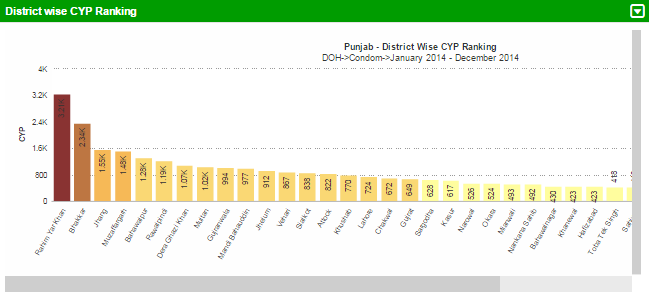 District wise CYP Ranking
Punjab - District Wise CYP Ranking
DOH->Condom->January 2014 - December 2014
4K
3.2K
2.4K
1.6K
800
0
CYP
3.21K
2.34K
1.55K
1.48K
1.28K
1.19K
1.07K
1.02K
994
977
912
867
838
822
770
724
672
649
628
617
526
524
493
492
430
423
423
418
Rahim Yar Khan
Bhakkar
Jhang
Muzaffargarh
Bahawalpur
Rawalpindi
Dera Ghazi Khan
Multan
Gujranwala
Mandi Bahauddin
Jhelum
Vehari
Sialkot
Attock
Khushab
Lahore
Chakwal
Gujrat
Sargodha
Kasur
Narowal
Okara
Mianwali
Nankana Sahib
Bahawalnagar
Khanewal
Hafizabad
Toba Tek Singh